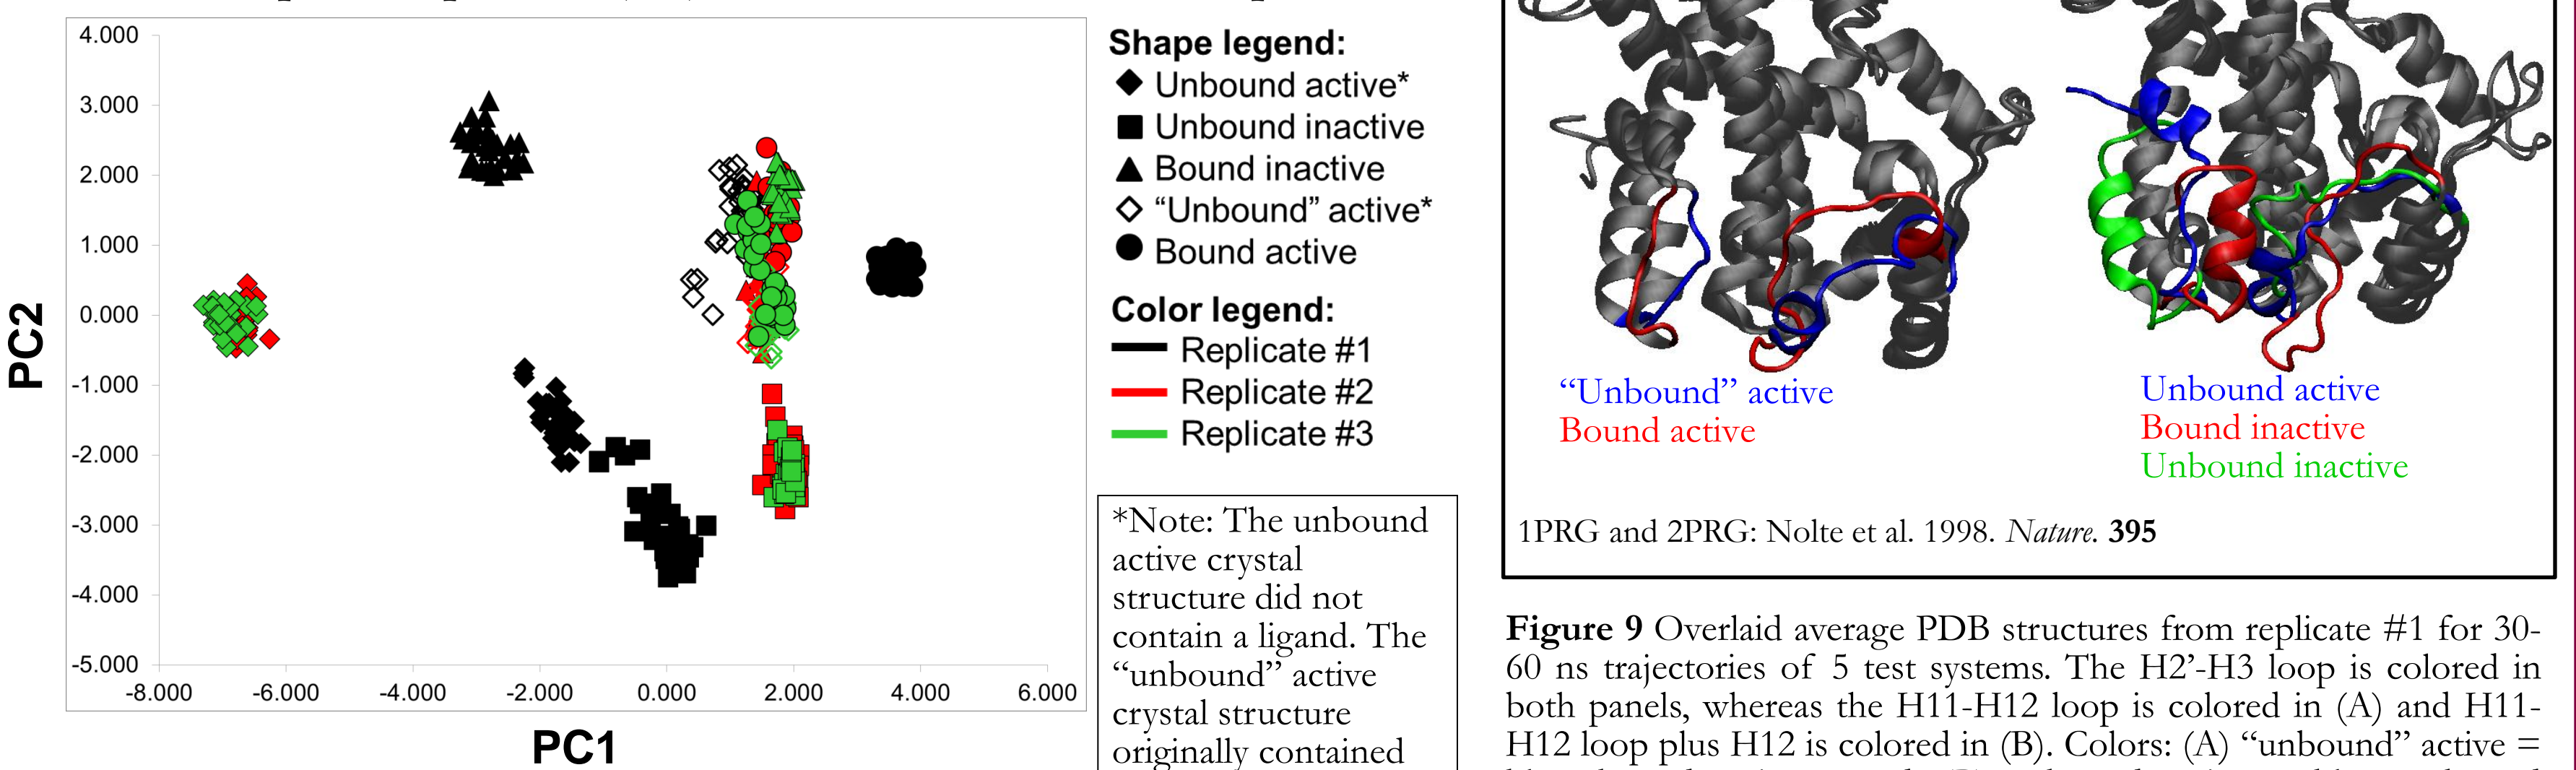 4.000
3.000
2.000
1.000
0.000
-1.000
-2.000
-3.000
-4.000
-5.000
PC2
-8.000 -6.000 -4.000 -2.000 0.000 2.000 4.000 6.000
PC1
Shape legend:
Unbound active*
Unbound inactive
Bound inactive
“Unbound” active*
Bound active
Color legend:
Replicate #1
Replicate #2
Replicate #3
*Note: The unbound
active crystal
structure did not
contain a ligand. The
“unbound” active
crystal structure
originally contained
“Unbound” active
Bound active
Unbound active
Bound inactive
Unbound inactive
1PRG and 2PRG: Nolte et al. 1998. Nature. 395
Figure 9 Overlaid average PDB structures from replicate #1 for 30-
60 ns trajectories of 5 test systems. The H2’-H3 loop is colored in
both panels, whereas the H11-H12 loop is colored in (A) and H11-
H12 loop plus H12 is colored in (B). Colors: (A) “unbound” active =